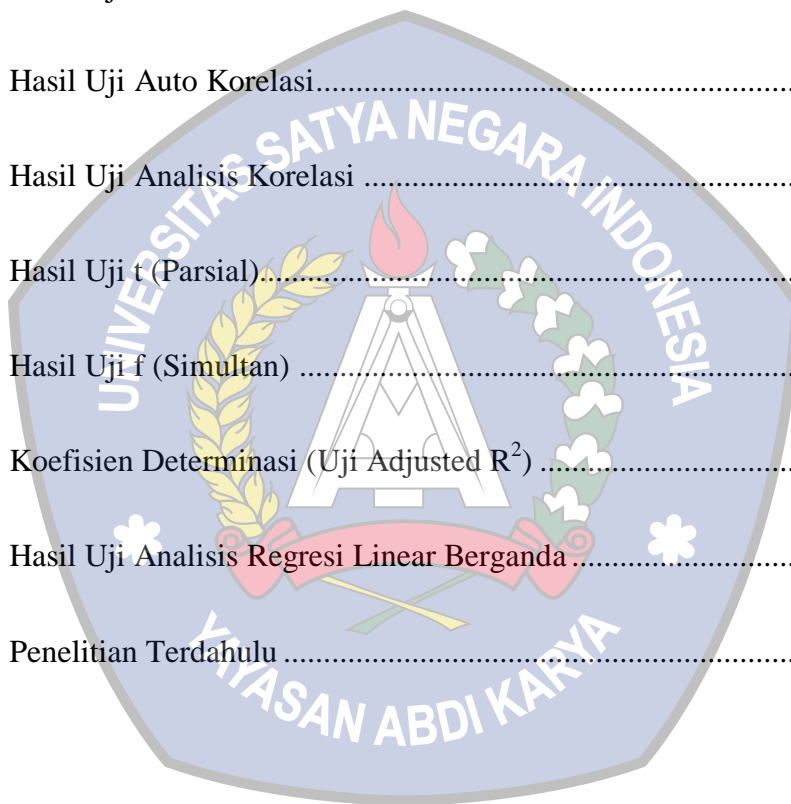 Hasil Uji Auto Korelasi........................................................
UNIVERSITAS SATYA NEGARA INDONESIA
Hasil Uji Analisis Korelasi ..................................................
Hasil Uji t (Parsial)..............................................................
Hasil Uji f (Simultan) .........................................................
Koefisien Determinasi (Uji Adjusted R²) .............................
Hasil Uji Analisis Regresi Linear Berganda .........................
Penelitian Terdahulu ...........................................................
YAYASAN ABDI KARYA